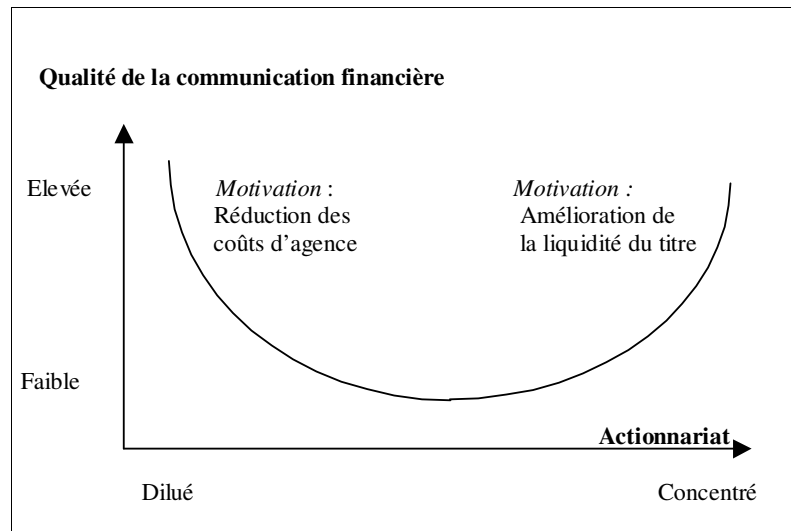 Qualité de la communication financière
Elevée
Motivation :
Réduction des
coûts d’agence
Motivation :
Amélioration de
la liquidité du titre
Faible
Actionnariat
Dilué
Concentré